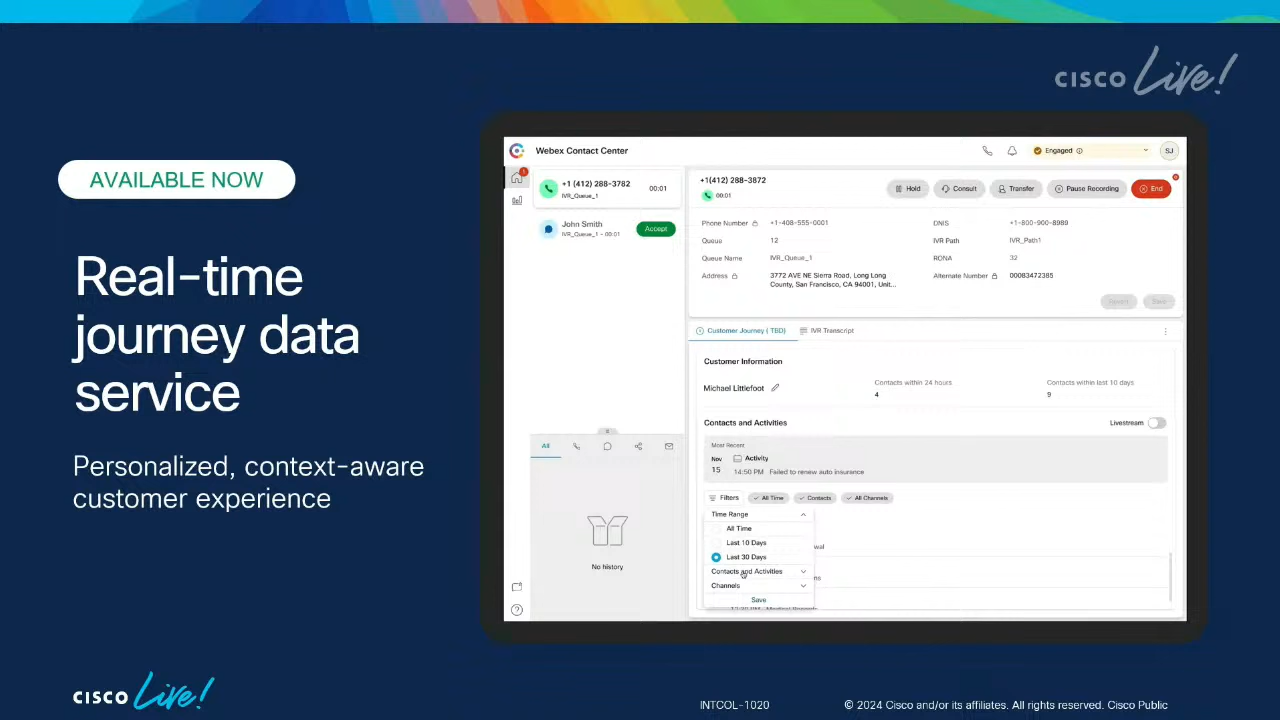 CISCO Live!
AVAILABLE NOW
Real-time
journey data
service
Personalized, context-aware
customer experience
Webex Contact Center
Engaged
SJ
+1 (412) 288-3782
00:01
IVR_Queue_1
John Smith
IVR_Queue_1 - 00:01
Accept
+1(412) 288-3872
00:01
Hold
Consult
Transfer
Pause Recording
End
Phone Number
+1-408-555-0001
DNIS
+1-800-900-8989
Queue
12
IVR Path
IVR_Path1
Queue Name
IVR_Queue_1
RONA
32
Address
3772 AVE NE Sierra Road, Long Long
County, San Francisco, CA 94001, Unit...
Alternate Number
00083472385
Revert
Save
Customer Journey ( TBD)
IVR Transcript
Customer Information
Michael Littlefoot
Contacts within 24 hours
4
Contacts within last 10 days
9
Contacts and Activities
Livestream
Most Recent
Nov
15
Activity
14:50 PM Failed to renew auto insurance
Filters
All Time
Contacts
All Channels
Time Range
All Time
Last 10 Days
Last 30 Days
Contacts and Activities
Channels
Save
All
No history
CISCO Live!
INTCOL-1020
© 2024 Cisco and/or its affiliates. All rights reserved. Cisco Public